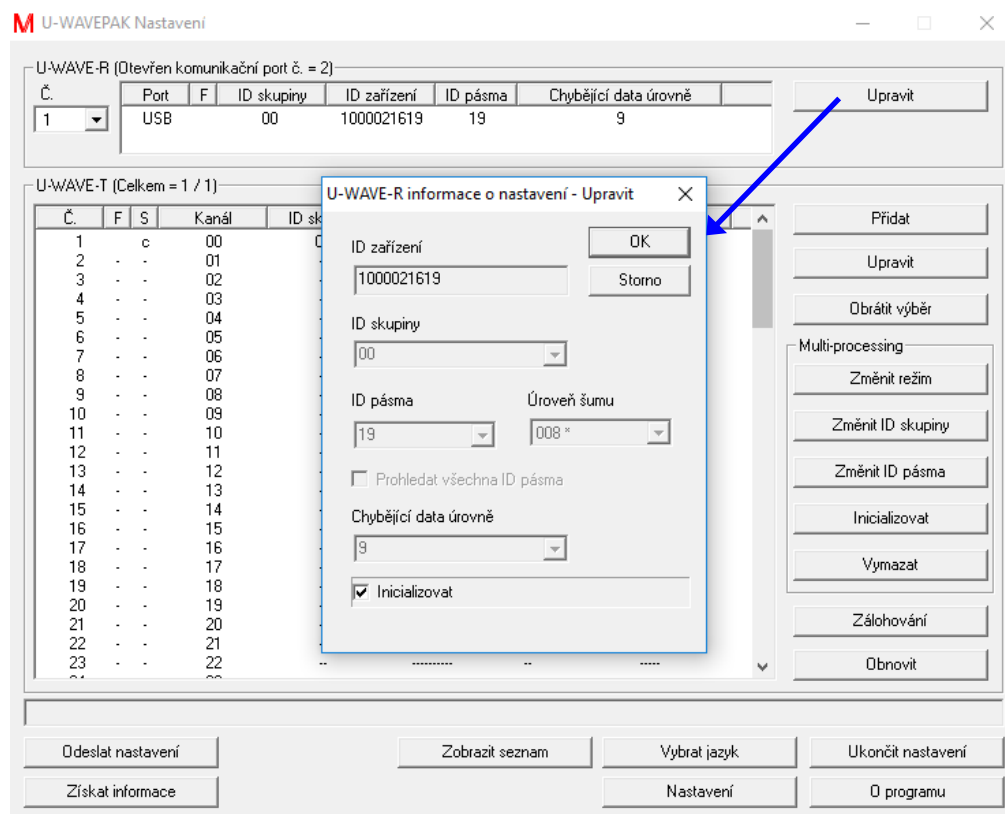 M U-WAVEPAK Nastavení
U-WAVE-R (Otevřen komunikační port č. = 2)
Č.
1
Port F ID skupiny ID zařízení ID pásma Chybějící data úrovně
USB 00 1000021619 19 9
Upravit
U-WAVE-T (Celkem = 1 / 1)
Č. F S Kanál ID sk
1 c 00 0
2 - - 01
3 - - 02
4 - - 03
5 - - 04
6 - - 05
7 - - 06
8 - - 07
9 - - 08
10 - - 09
11 - - 10
12 - - 11
13 - - 12
14 - - 13
15 - - 14
16 - - 15
17 - - 16
18 - - 17
19 - - 18
20 - - 19
21 - - 20
22 - - 21
23 - - 22 -- ---------- -- -----
U-WAVE-R informace o nastavení - Upravit
ID zařízení
1000021619
OK
Storno
ID skupiny
00
ID pásma Úroveň šumu
19 008 *
Prohledat všechna ID pásma
Chybějící data úrovně
9
Inicializovat
Přidat
Upravit
Obrátit výběr
Multi-processing
Změnit režim
Změnit ID skupiny
Změnit ID pásma
Inicializovat
Vymazat
Zálohování
Obnovit
Odeslat nastavení Zobrazit seznam Vybrat jazyk Ukončit nastavení
Získat informace Nastavení O programu